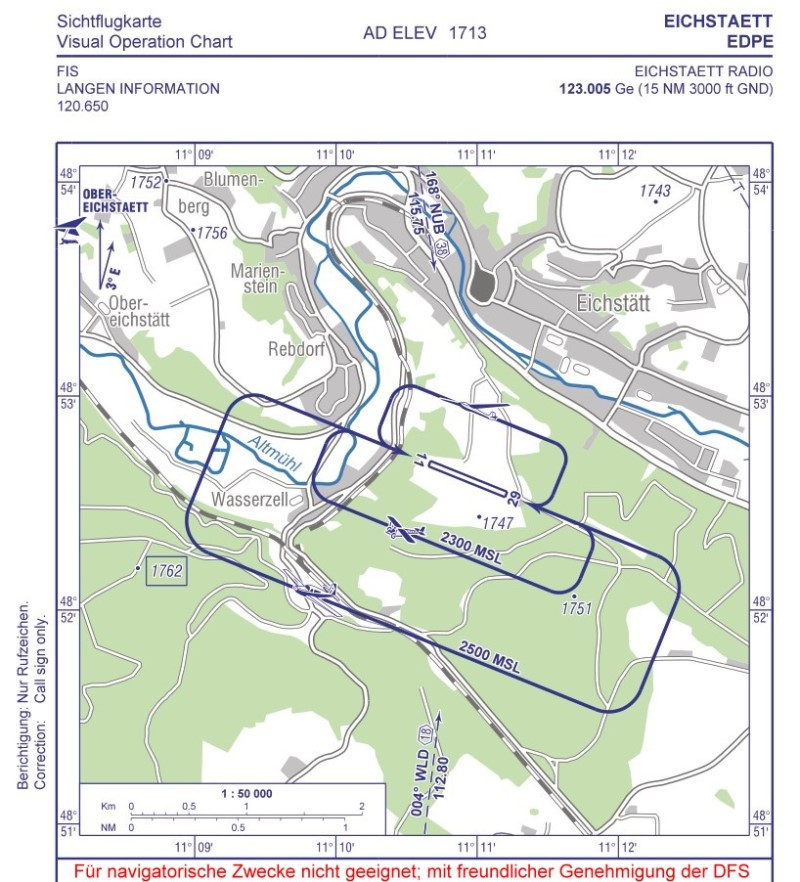 Sichtflugkarte
Visual Operation Chart
AD ELEV 1713
EICHSTAETT
EDPE
FIS
LANGEN INFORMATION
120.650
EICHSTAETT RADIO
123.005 Ge (15 NM 3000 ft GND)
11° 09' 11° 10' 11° 11' 11° 12'
48°
54'
48°
54'
1752
Blumen-
berg
1743
OBER-
EICHSTAETT
1756
168° NUB 38
115.75
3° E
Marien-
stein
Ober-
eichstätt
Eichstätt
Rebdorf
48°
53'
48°
53'
Altmühl
11
29
Wasserzell
1747
2300 MSL
1762
1751
48°
52'
48°
52'
2500 MSL
004° WLD 18
112.80
1 : 50 000
Km 0 0.5 1 2
NM 0 0.5 1
48°
51'
48°
51'
11° 09' 11° 10' 11° 11' 11° 12'
Berichtigung: Nur Rufzeichen.
Correction: Call sign only.
Für navigatorische Zwecke nicht geeignet; mit freundlicher Genehmigung der DFS